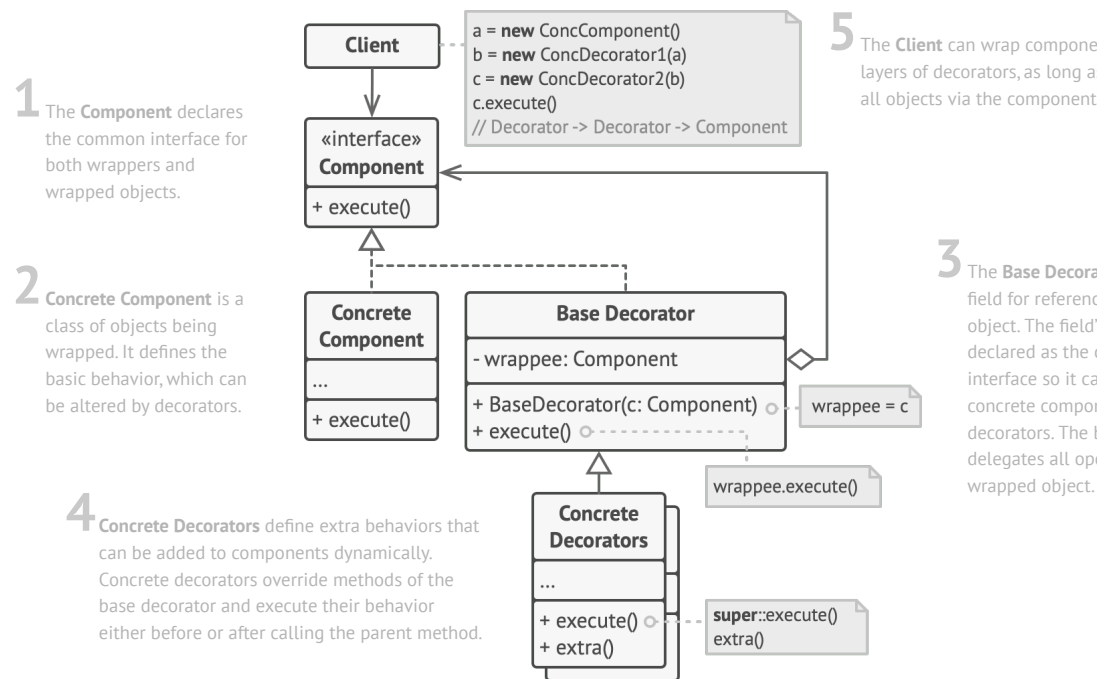 Client
a = new ConcComponent()
b = new ConcDecorator1(a)
c = new ConcDecorator2(b)
c.execute()
// Decorator -> Decorator -> Component
5
The Client can wrap
layers of decorators, as long
all objects via the component
1
The Component declares
the common interface for
both wrappers and
wrapped objects.
«interface»
Component
+ execute()
2
Concrete Component is a
class of objects being
wrapped. It defines the
basic behavior, which can
be altered by decorators.
Concrete
Component
...
+ execute()
Base Decorator
- wrappee: Component
+ BaseDecorator(c: Component)
+ execute()
wrappee = c
wrappee.execute()
3
The Base
field for
object. The field'
declared as the
interface so it
concrete
decorators. The
delegates all
wrapped object.
4
Concrete Decorators define extra behaviors that
can be added to components dynamically.
Concrete decorators override methods of the
base decorator and execute their behavior
either before or after calling the parent method.
Concrete
Decorators
...
+ execute()
+ extra()
super::execute()
extra()